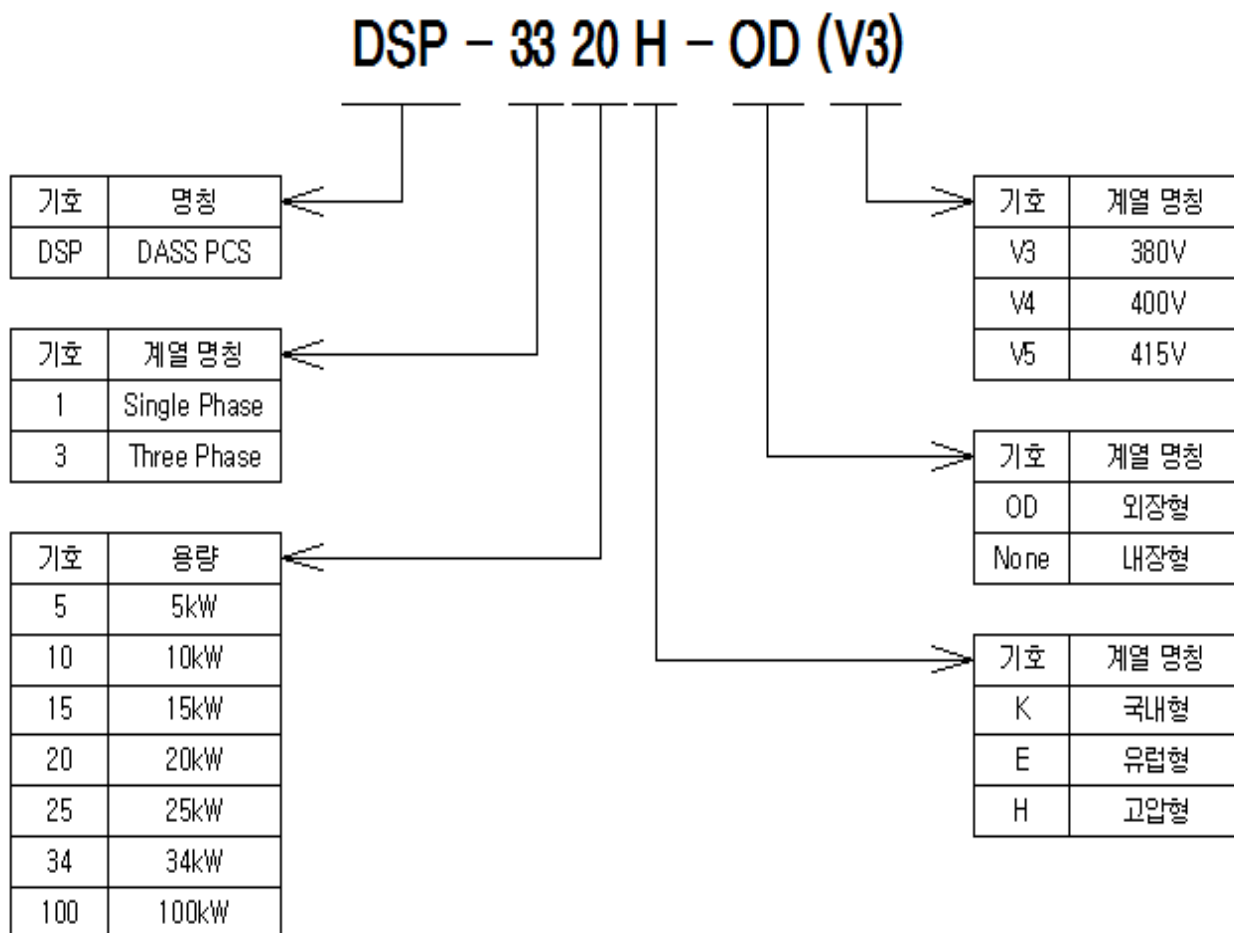 DSP - 33 20 H - OD (V3)
기호 명칭
DSP DASS PCS
기호 계열 명칭
1 Single Phase
3 Three Phase
기호 용량
5 5kW
10 10kW
15 15kW
20 20kW
25 25kW
34 34kW
100 100kW
기호 계열 명칭
V3 380V
V4 400V
V5 415V
기호 계열 명칭
OD 외장형
None 내장형
기호 계열 명칭
K 국내형
E 유럽형
H 고압형